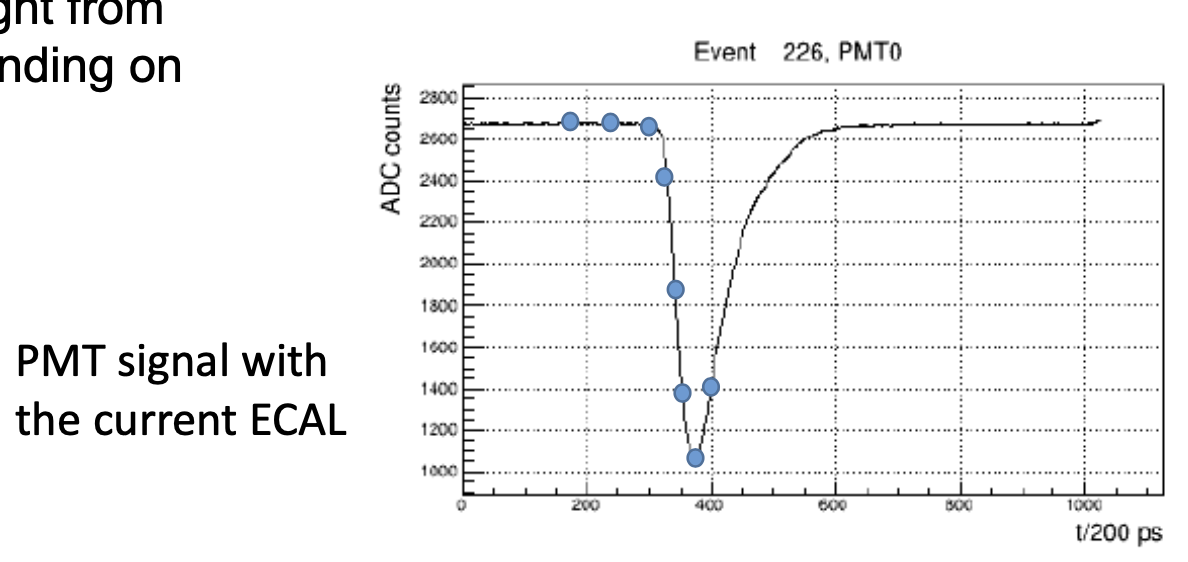 ght from
nding on
Event 226, PMT0
ADC counts
2800
2600
2400
2200
2000
1800
1600
1400
1200
1000
0 200 400 600 800 1000
t/200 ps
PMT signal with
the current ECAL